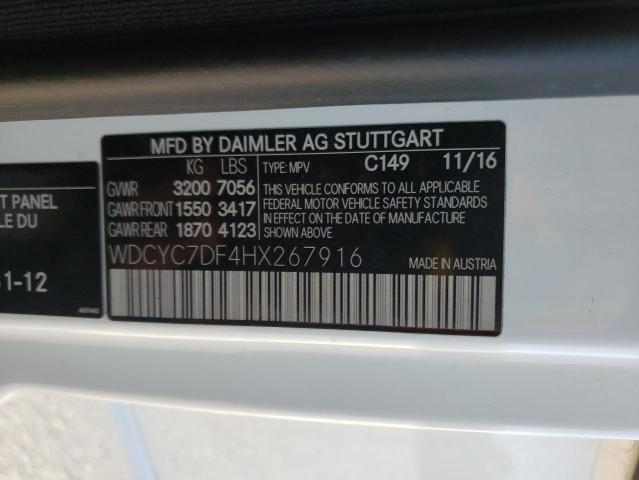 MFD BY DAIMLER AG STUTTGART
KG LBS
GVWR 3200 7056
GAWR FRONT 1550 3417
GAWR REAR 1870 4123
TYPE: MPV C149 11/16
THIS VEHICLE CONFORMS TO ALL APPLICABLE
FEDERAL MOTOR VEHICLE SAFETY STANDARDS
IN EFFECT ON THE DATE OF MANUFACTURE
SHOWN ABOVE
WDCYC7DF4HX267916
MADE IN AUSTRIA
PANEL
LE DU
1-12